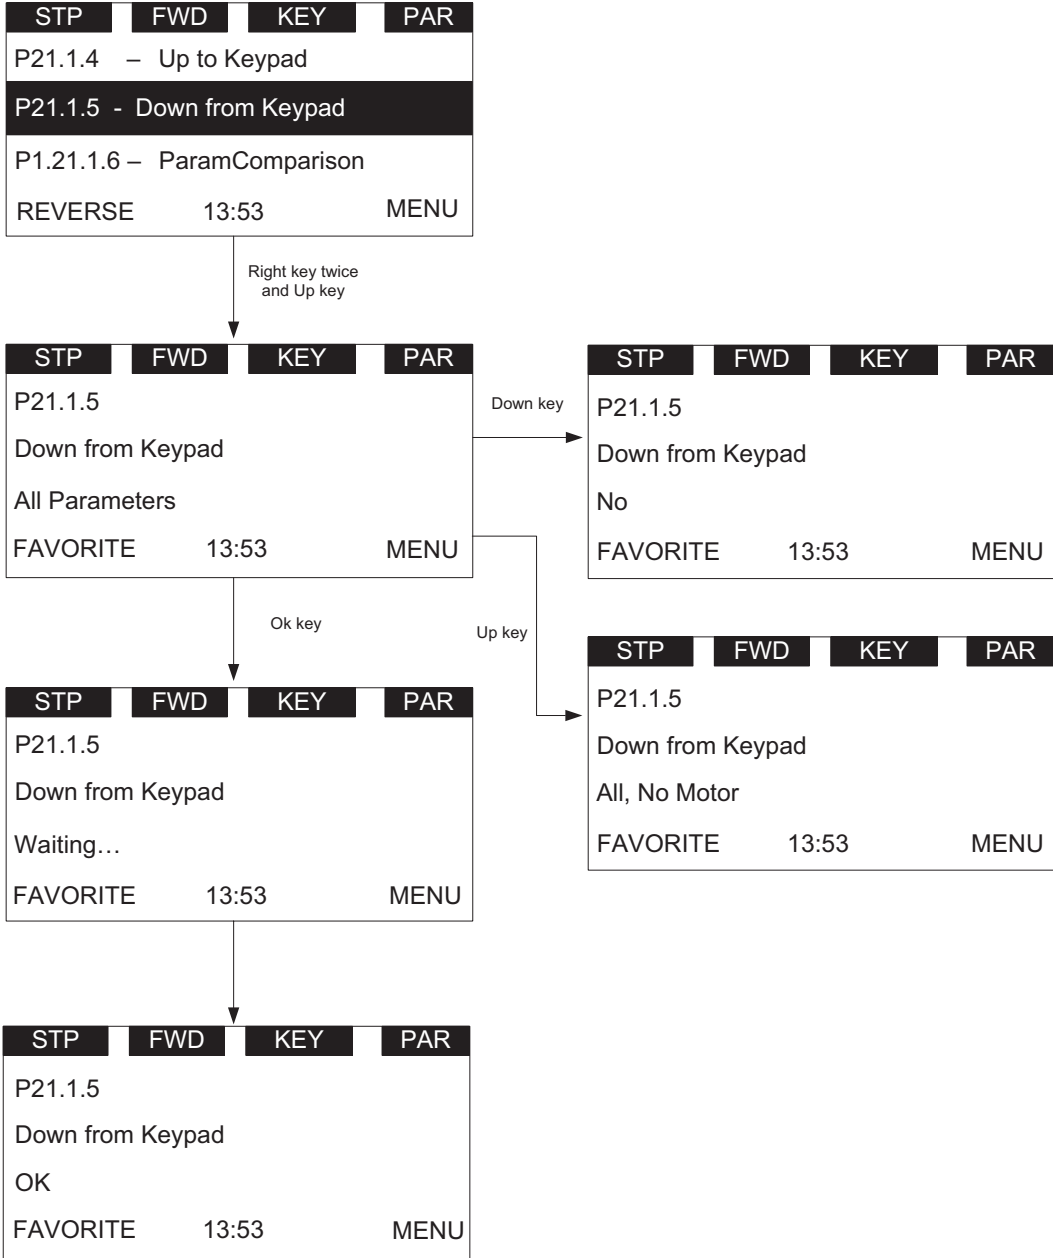 STP FWD KEY PAR
P21.1.4 – Up to Keypad
P21.1.5 - Down from Keypad
P1.21.1.6 – ParamComparison
REVERSE 13:53 MENU
Right key twice
and Up key
STP FWD KEY PAR
P21.1.5
Down from Keypad
All Parameters
FAVORITE 13:53 MENU
Down key
STP FWD KEY PAR
P21.1.5
Down from Keypad
No
FAVORITE 13:53 MENU
Ok key
Up key
STP FWD KEY PAR
P21.1.5
Down from Keypad
All, No Motor
FAVORITE 13:53 MENU
STP FWD KEY PAR
P21.1.5
Down from Keypad
Waiting…
FAVORITE 13:53 MENU
STP FWD KEY PAR
P21.1.5
Down from Keypad
OK
FAVORITE 13:53 MENU